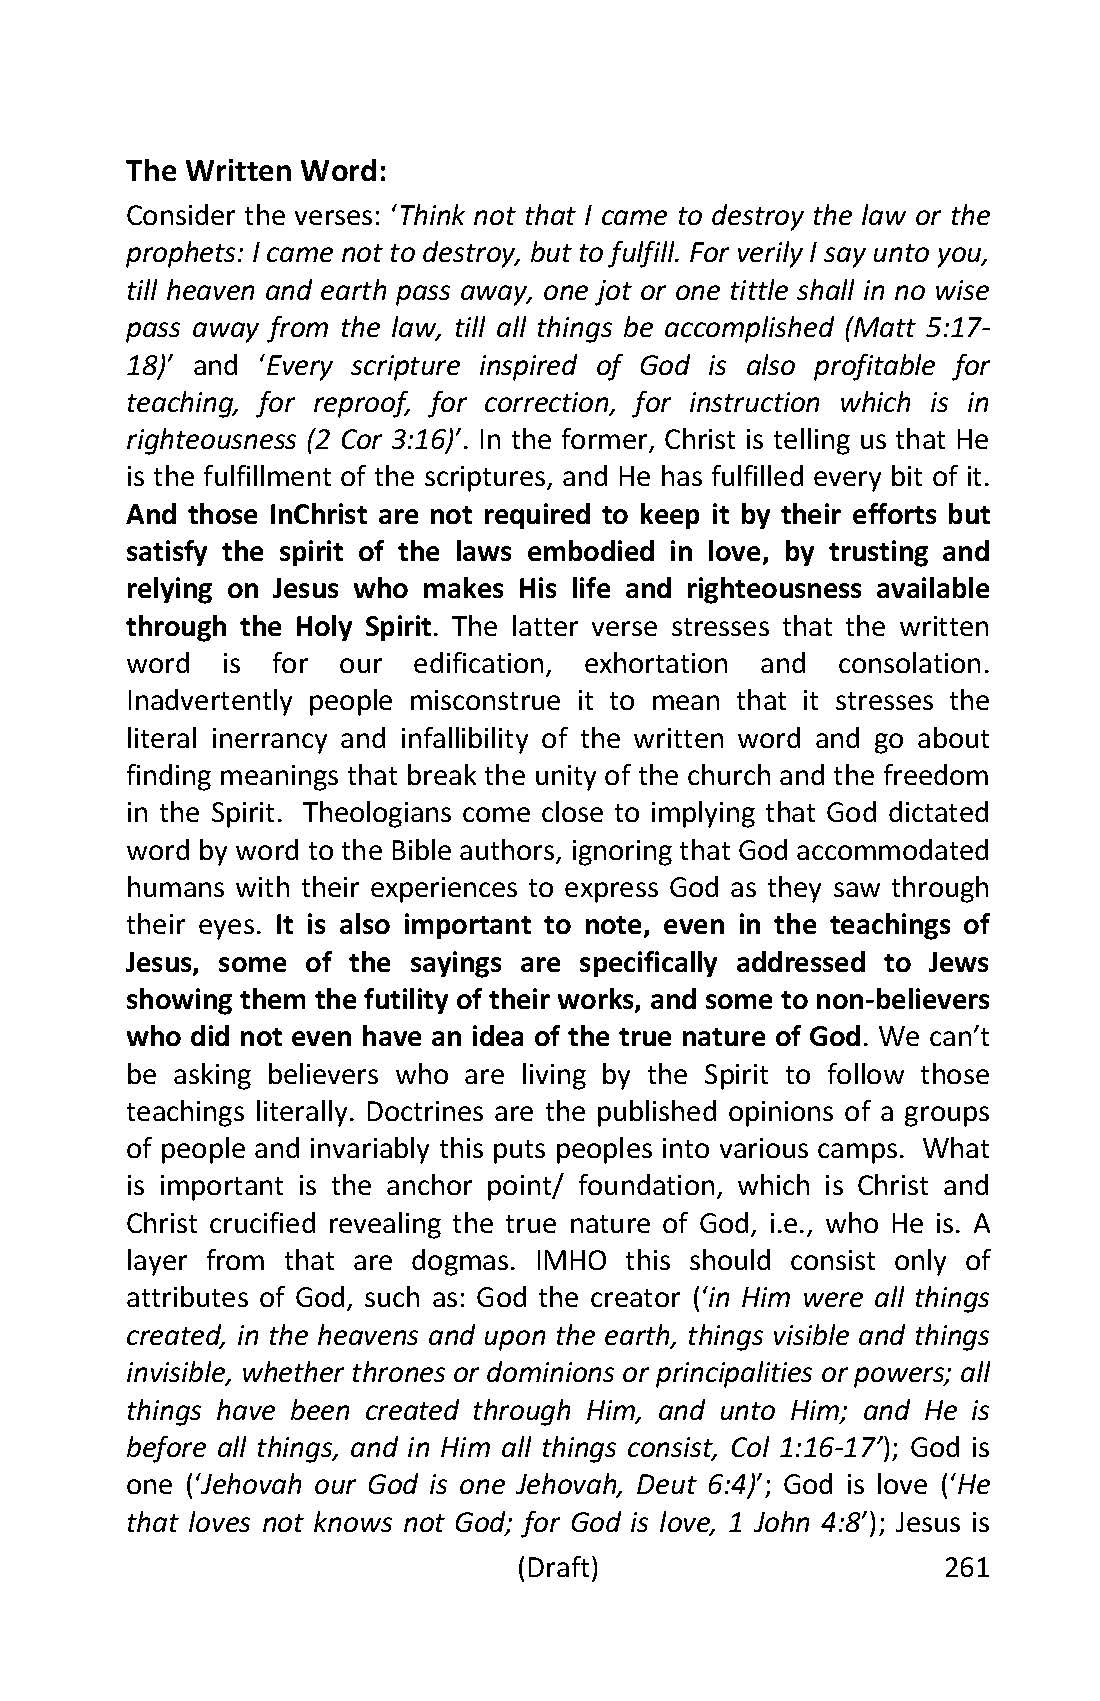 The Written Word:
Consider the verses: ‘Think not that I came to destroy the law or the
prophets: I came not to destroy, but to fulfill. For verily I say unto you,
till heaven and earth pass away, one jot or one tittle shall in no wise
pass away from the law, till all things be accomplished (Matt 5:17-
18)’ and ‘Every scripture inspired of God is also profitable for
teaching, for reproof, for correction, for instruction which is in
righteousness (2 Cor 3:16)’. In the former, Christ is telling us that He
is the fulfillment of the scriptures, and He has fulfilled every bit of it.
And those InChrist are not required to keep it by their efforts but
satisfy the spirit of the laws embodied in love, by trusting and
relying on Jesus who makes His life and righteousness available
through the Holy Spirit. The latter verse stresses that the written
word is for our edification, exhortation and consolation.
Inadvertently people misconstrue it to mean that it stresses the
literal inerrancy and infallibility of the written word and go about
finding meanings that break the unity of the church and the freedom
in the Spirit. Theologians come close to implying that God dictated
word by word to the Bible authors, ignoring that God accommodated
humans with their experiences to express God as they saw through
their eyes. It is also important to note, even in the teachings of
Jesus, some of the sayings are specifically addressed to Jews
showing them the futility of their works, and some to non-believers
who did not even have an idea of the true nature of God. We can’t
be asking believers who are living by the Spirit to follow those
teachings literally. Doctrines are the published opinions of a groups
of people and invariably this puts peoples into various camps. What
is important is the anchor point/ foundation, which is Christ and
Christ crucified revealing the true nature of God, i.e., who He is. A
layer from that are dogmas. IMHO this should consist only of
attributes of God, such as: God the creator (‘in Him were all things
created, in the heavens and upon the earth, things visible and things
invisible, whether thrones or dominions or principalities or powers; all
things have been created through Him, and unto Him; and He is
before all things, and in Him all things consist, Col 1:16-17’); God is
one (‘Jehovah our God is one Jehovah, Deut 6:4)’; God is love (‘He
that loves not knows not God; for God is love, 1 John 4:8’); Jesus is
(Draft) 261